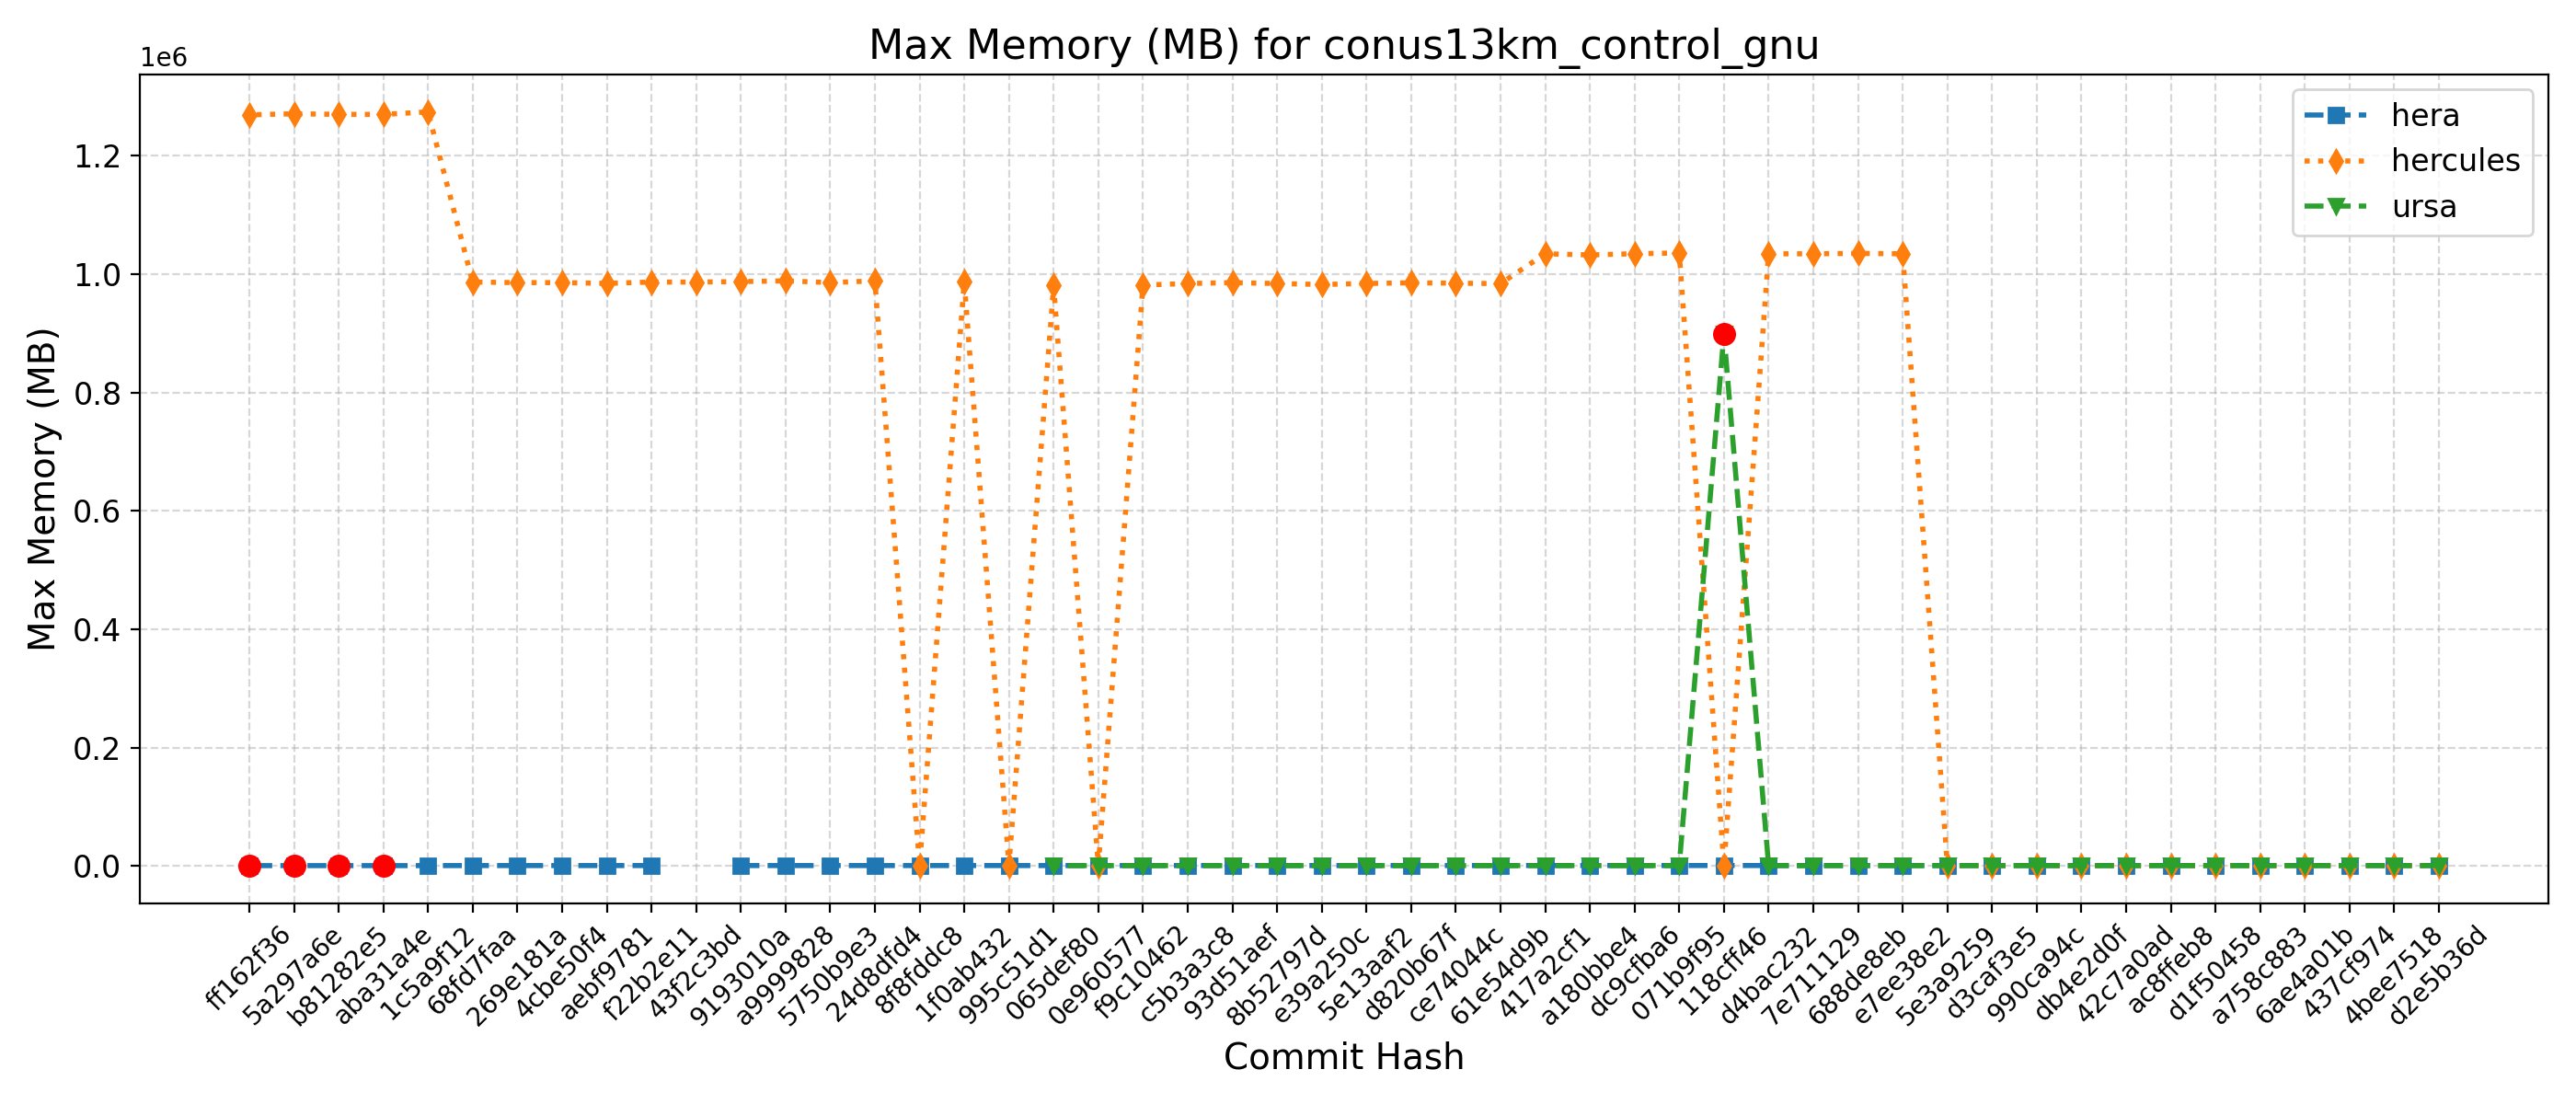 Max Memory (MB) for conus13km_control_gnu
1e6
hera
hercules
ursa
1.2
1.0
0.8
0.6
0.4
0.2
0.0
Max Memory (MB)
ff162f36
5a297a6e
b81282e5
aba31a4e
1c5a9f12
68fd7faa
269e181a
4cbe50f4
aebf9781
f22b2e11
43f2c3bd
9193010a
a9999828
5750b9e3
24d8dfd4
8f8fddc8
1f0ab432
995c51d1
065def80
0e960577
f9c10462
c5b3a3c8
93d51aef
8b52797d
e39a250c
5e13aaf2
d820b67f
ce74044c
61e54d9b
417a2cf1
a180bbe4
dc9cfba6
071b9f95
118cff46
d4bac232
7e711129
688de8eb
e7ee38e2
5e3a9259
d3caf3e5
990ca94c
db4e2d0f
42c7a0ad
ac8ffeb8
d1f50458
a758c883
6ae4a01b
437cf974
4bee7518
d2e5b36d
Commit Hash